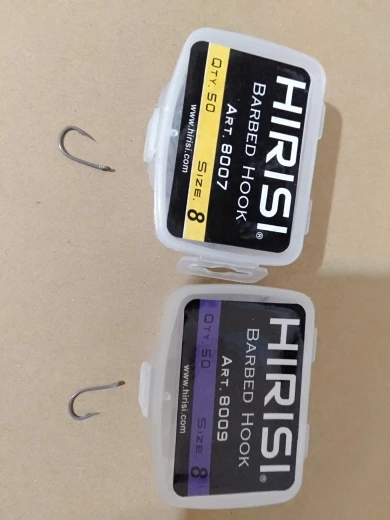 HIRISI®
BARBED HOOK
ART. 8007
QTY. 50 SIZE. 8
www.hirisi.com
HIRISI®
BARBED HOOK
ART. 8009
QTY. 50 SIZE. 8
www.hirisi.com